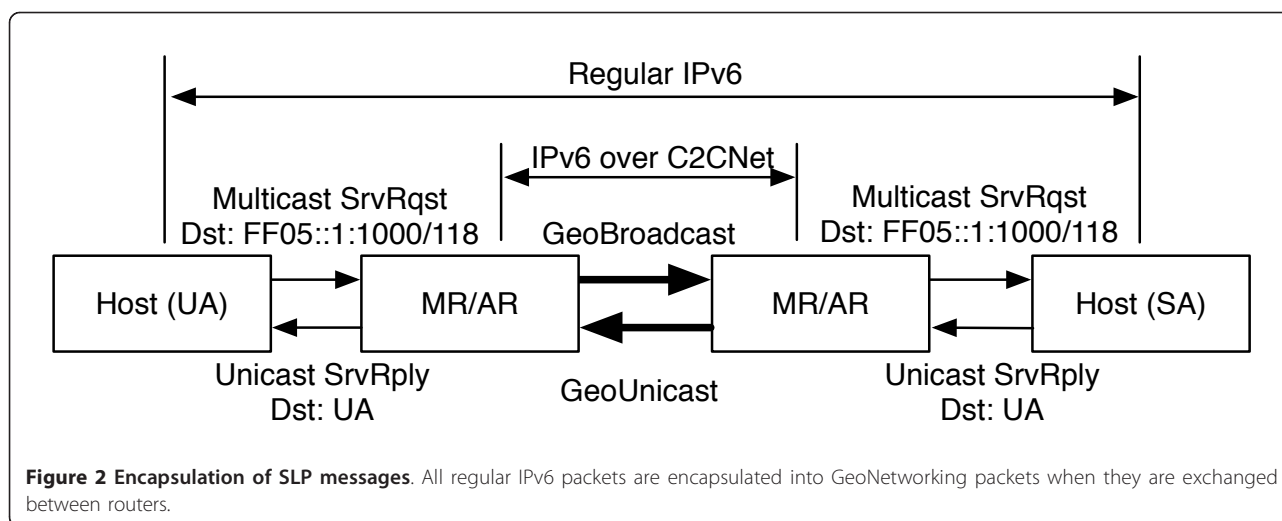 Regular IPv6
IPv6 over C2CNet
Multicast SrvRqst
Dst: FF05::1:1000/118
GeoBroadcast
Multicast SrvRqst
Dst: FF05::1:1000/118
Host (UA)
MR/AR
MR/AR
Host (SA)
Unicast SrvRply
Dst: UA
GeoUnicast
Unicast SrvRply
Dst: UA
Figure 2 Encapsulation of SLP messages. All regular IPv6 packets are encapsulated into GeoNetworking packets when they are exchanged
between routers.